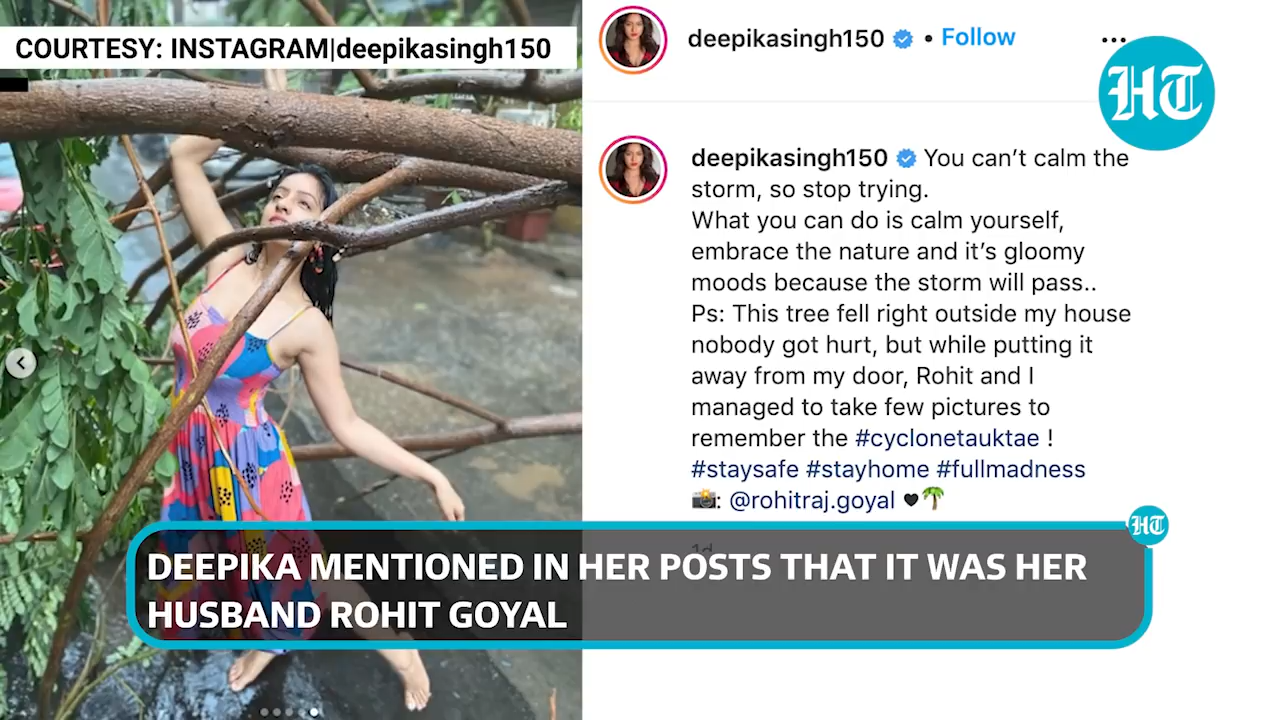 COURTESY: INSTAGRAM|deepikasingh150
deepikasingh150 • Follow
...
HT
deepikasingh150 You can’t calm the
storm, so stop trying.
What you can do is calm yourself,
embrace the nature and it’s gloomy
moods because the storm will pass..
Ps: This tree fell right outside my house
nobody got hurt, but while putting it
away from my door, Rohit and I
managed to take few pictures to
remember the #cyclonetauktae !
#staysafe #stayhome #fullmadness
📸: @rohitraj.goyal 🖤🌴
1d
HT
DEEPIKA MENTIONED IN HER POSTS THAT IT WAS HER
HUSBAND ROHIT GOYAL